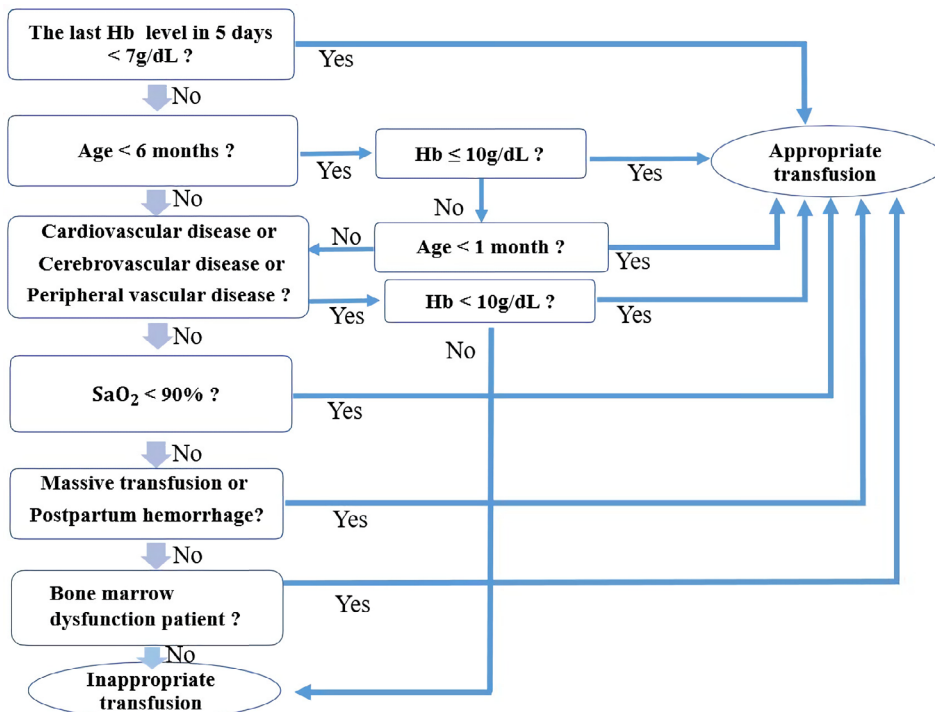 The last Hb level in 5 days
< 7g/dL ?
Yes
No
Age < 6 months ?
Yes
Hb ≤ 10g/dL ?
Yes
Appropriate
transfusion
No
No
Cardiovascular disease or
Cerebrovascular disease or
Peripheral vascular disease ?
No
Age < 1 month ?
Yes
Yes
Hb < 10g/dL ?
Yes
No
No
SaO₂ < 90% ?
Yes
No
Massive transfusion or
Postpartum hemorrhage?
Yes
No
Bone marrow
dysfunction patient ?
Yes
No
Inappropriate
transfusion